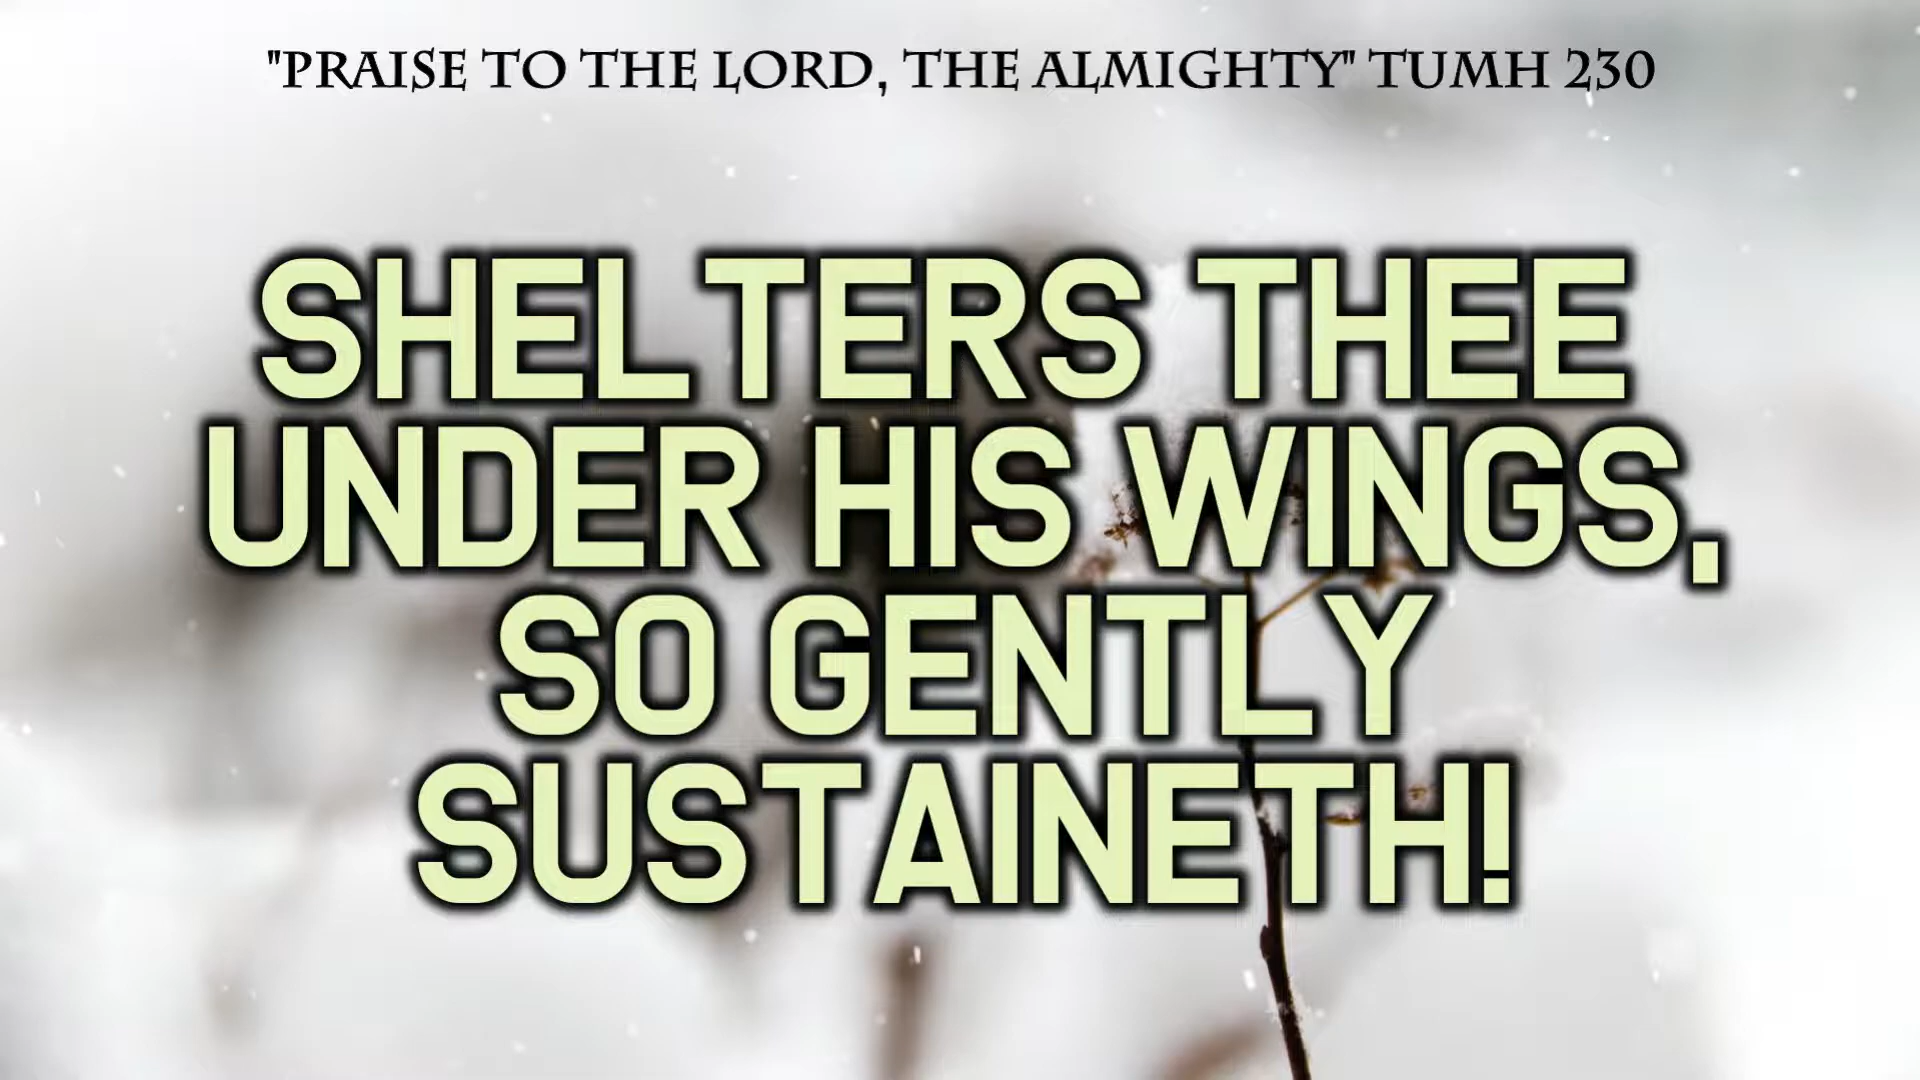 "PRAISE TO THE LORD, THE ALMIGHTY" TUMH 230
SHELTERS THEE
UNDER HIS WINGS,
SO GENTLY
SUSTAINETH!